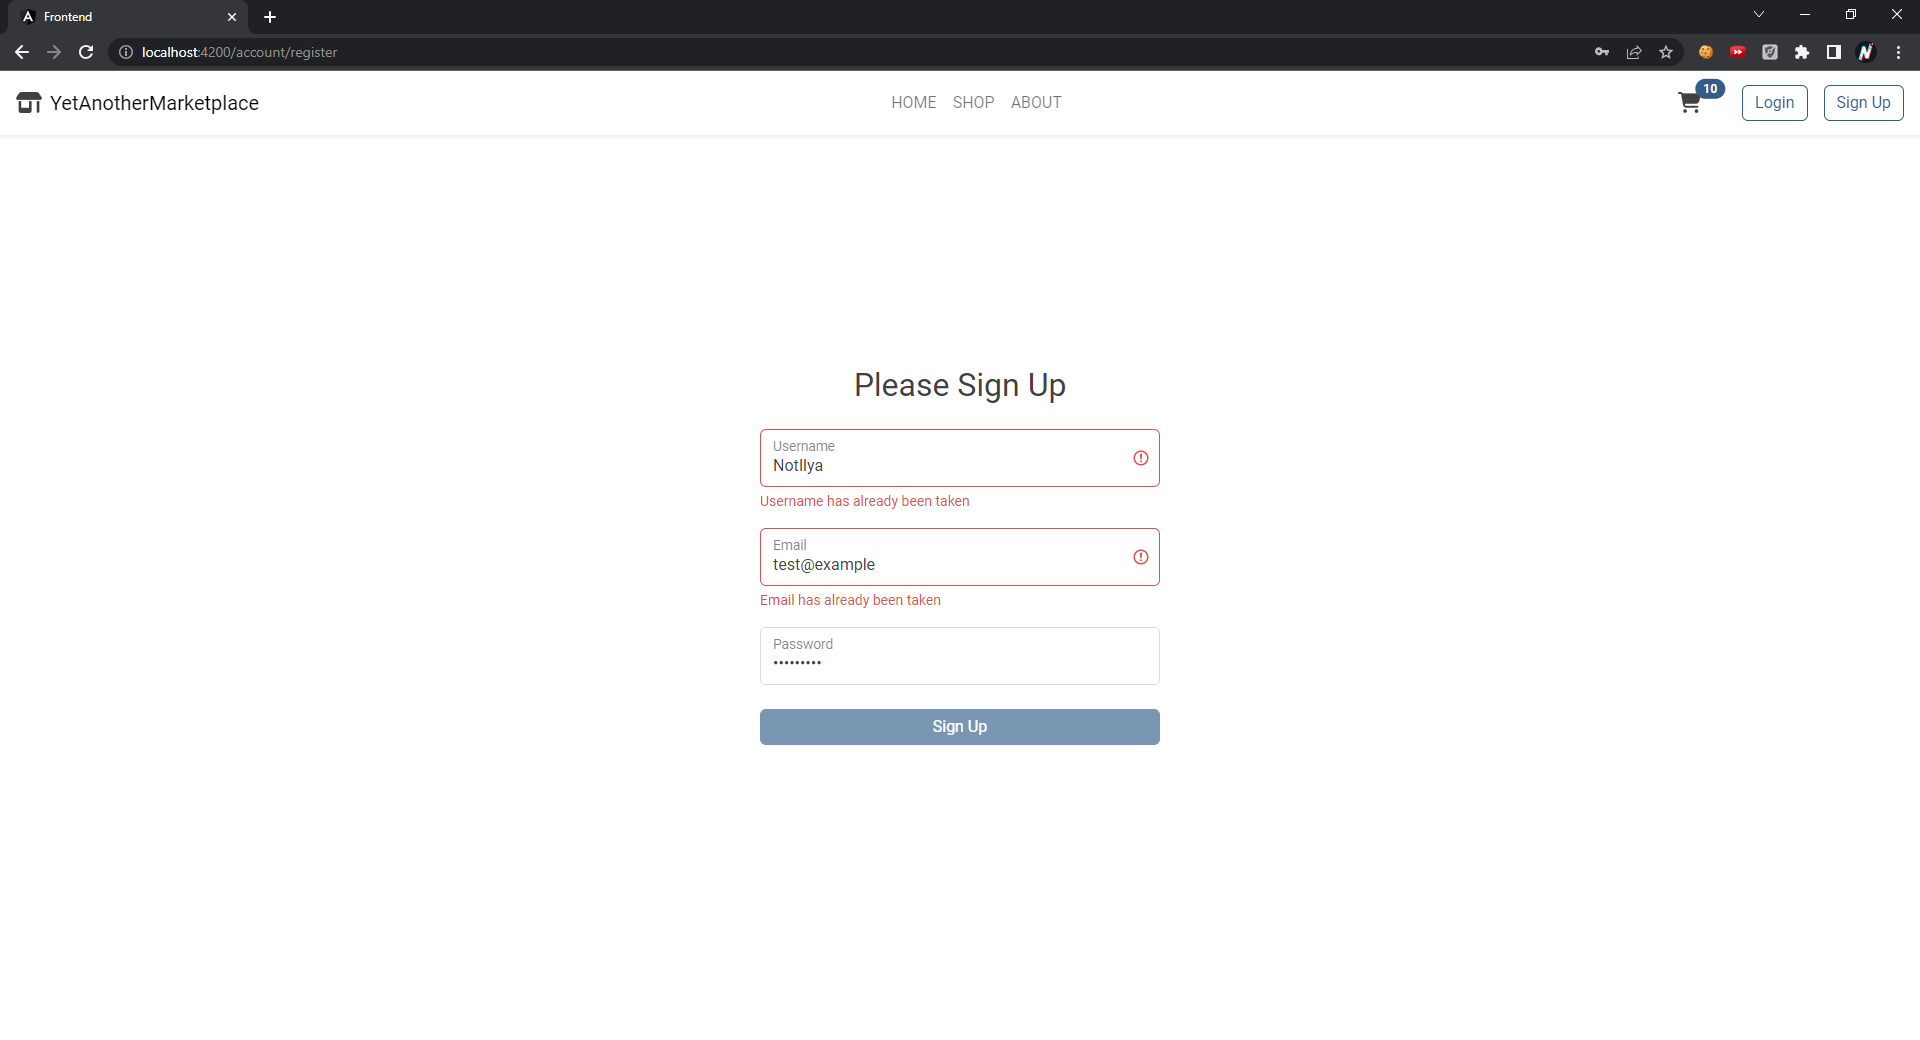 Frontend
localhost:4200/account/register
YetAnotherMarketplace
HOME SHOP ABOUT
10
Login
Sign Up
Please Sign Up
Username
NotIlya
Username has already been taken
Email
test@example
Email has already been taken
Password
•••••••••
Sign Up